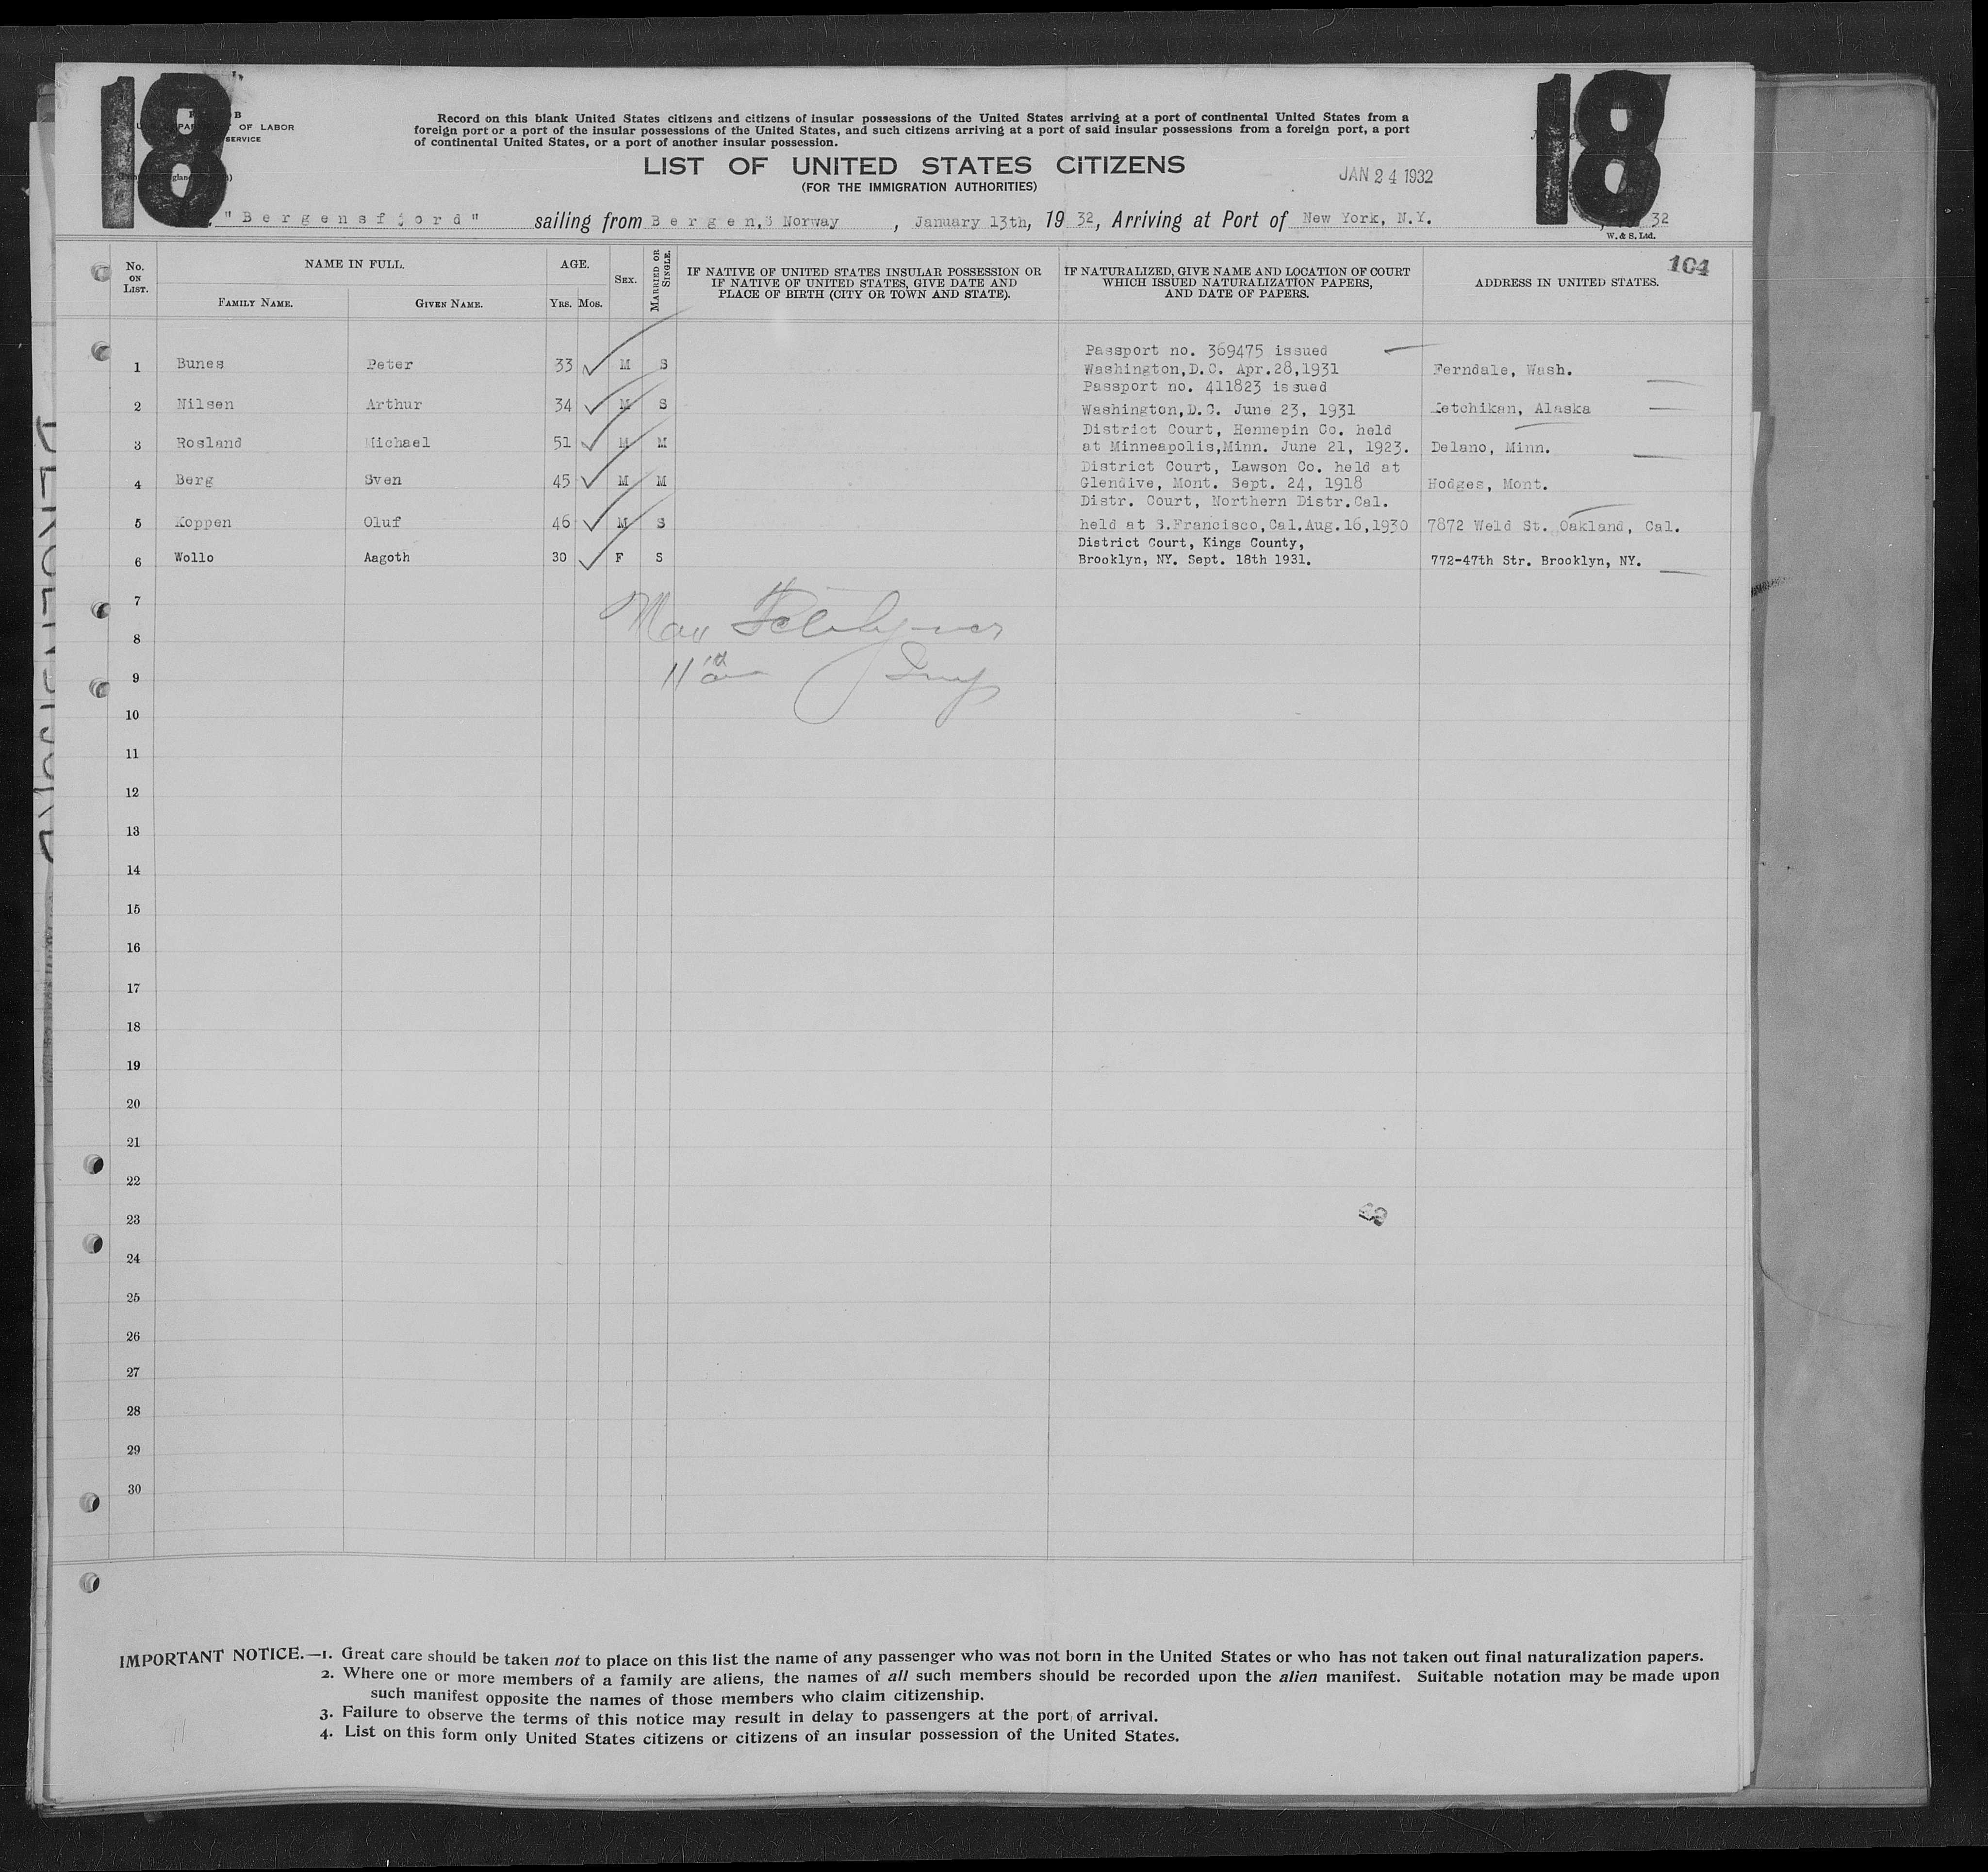 18
18
OF LABOR
SERVICE
Record on this blank United States citizens and citizens of insular possessions of the United States arriving at a port of continental United States from a
foreign port or a port of the insular possessions of the United States, and such citizens arriving at a port of said insular possessions from a foreign port, a port
of continental United States, or a port of another insular possession.
LIST OF UNITED STATES CITIZENS
(FOR THE IMMIGRATION AUTHORITIES)
JAN 24 1932
"Bergensfjord" sailing from Bergen, Norway, January 13th, 1932, Arriving at Port of New York, N.Y. 32
W. & S. Ltd.
104
No. ON LIST.
NAME IN FULL.
FAMILY NAME.
GIVEN NAME.
AGE.
YRS. MOS.
SEX.
MARRIED OR SINGLE.
IF NATIVE OF UNITED STATES INSULAR POSSESSION OR
IF NATIVE OF UNITED STATES, GIVE DATE AND
PLACE OF BIRTH (CITY OR TOWN AND STATE).
IF NATURALIZED, GIVE NAME AND LOCATION OF COURT
WHICH ISSUED NATURALIZATION PAPERS,
AND DATE OF PAPERS.
ADDRESS IN UNITED STATES.
Passport no. 369475 issued
1 Bunes Peter 33 M S Washington,D.C. Apr.28,1931 Ferndale, Wash.
Passport no. 411823 issued
2 Nilsen Arthur 34 M S Washington,D.C. June 23, 1931 Ketchikan, Alaska
District Court, Hennepin Co. held
3 Rosland Michael 51 M M at Minneapolis,Minn. June 21, 1923. Delano, Minn.
District Court, Lawson Co. held at
4 Berg Sven 45 M M Glendive, Mont. Sept. 24, 1918 Hodges, Mont.
Distr. Court, Northern Distr.Cal.
5 Koppen Oluf 46 M S held at S.Francisco,Cal.Aug.16,1930 7872 Weld St. Oakland, Cal.
District Court, Kings County,
6 Wollo Aagoth 30 F S Brooklyn, NY. Sept. 18th 1931. 772-47th Str. Brooklyn, NY.
7
8
9
10
11
12
13
14
15
16
17
18
19
20
21
22
23
24
25
26
27
28
29
30
IMPORTANT NOTICE.—1. Great care should be taken not to place on this list the name of any passenger who was not born in the United States or who has not taken out final naturalization papers.
2. Where one or more members of a family are aliens, the names of all such members should be recorded upon the alien manifest. Suitable notation may be made upon
such manifest opposite the names of those members who claim citizenship.
3. Failure to observe the terms of this notice may result in delay to passengers at the port of arrival.
4. List on this form only United States citizens or citizens of an insular possession of the United States.